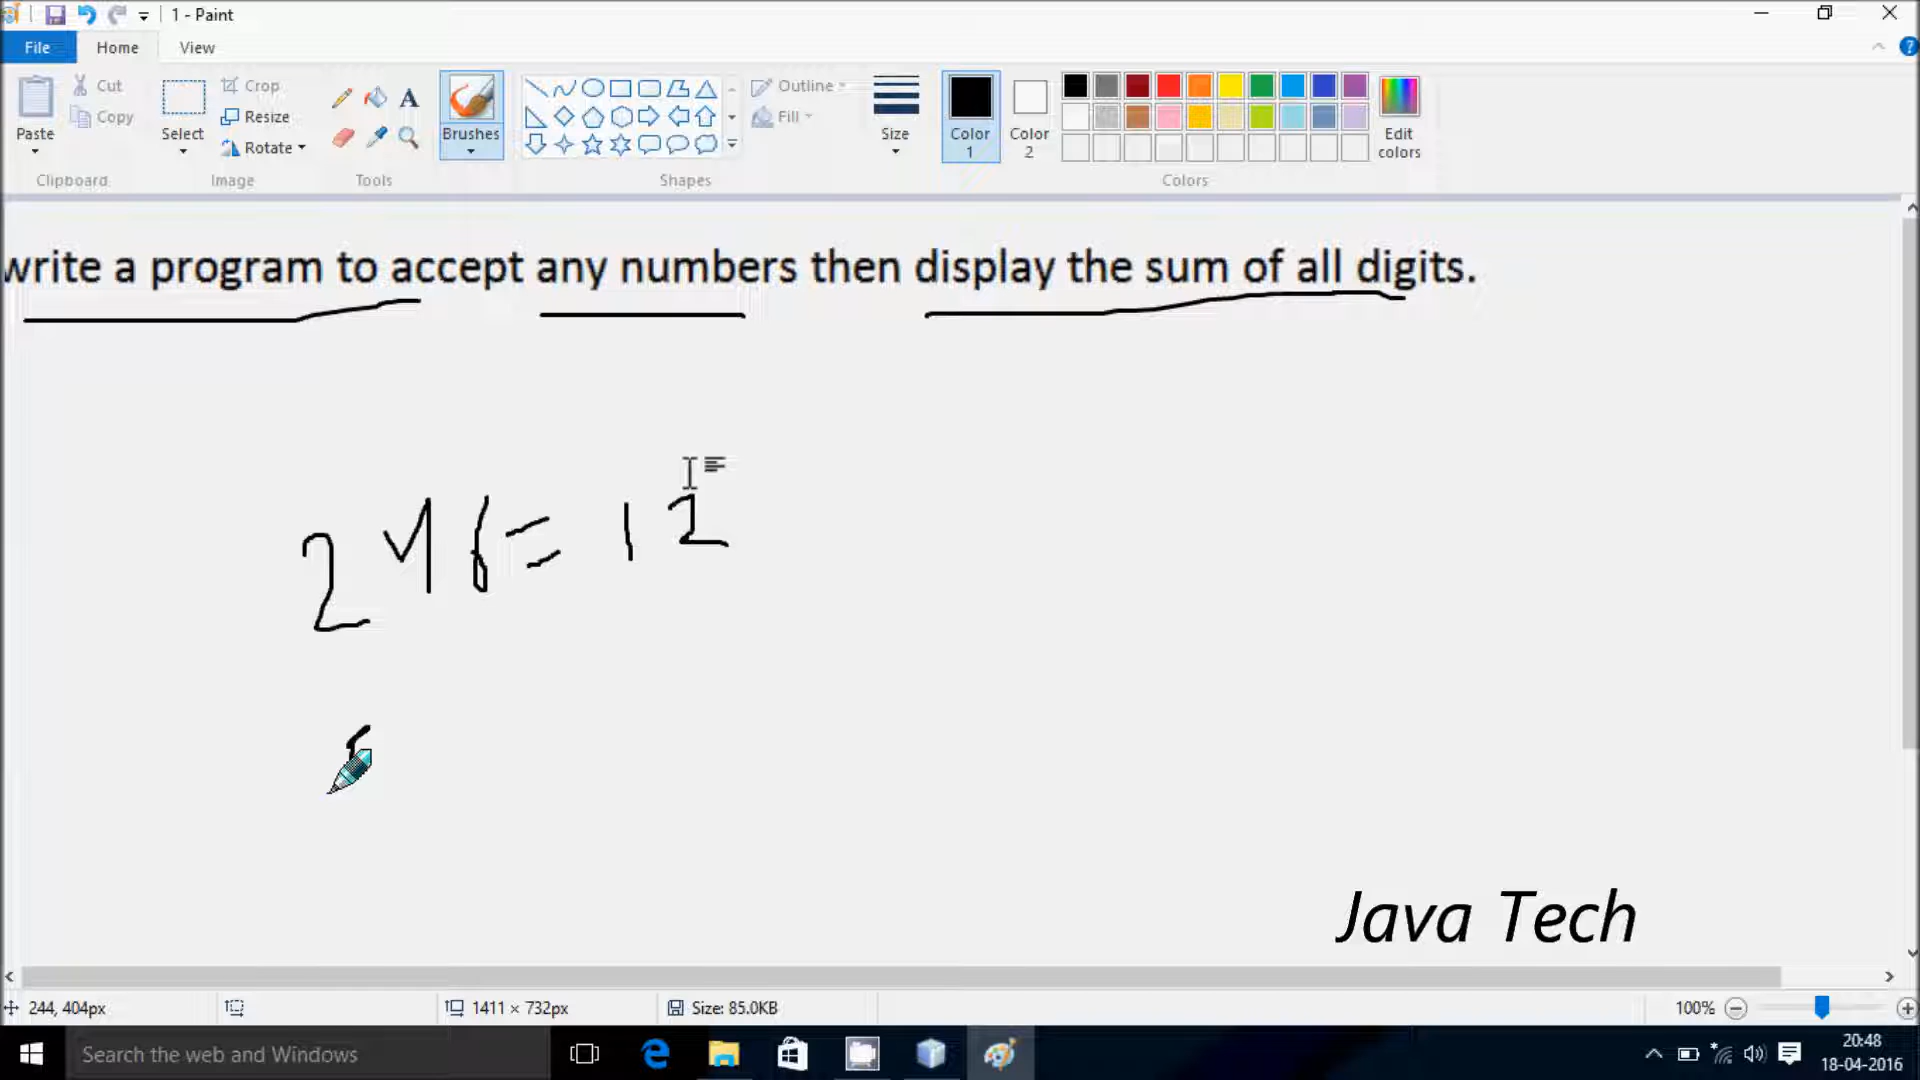 1 - Paint
File Home View
Cut
Copy
Paste
Clipboard
Select
Crop
Resize
Rotate
Image
A
Tools
Brushes
Shapes
Outline
Fill
Size
Color 1
Color 2
Edit colors
Colors
write a program to accept any numbers then display the sum of all digits.
246 = 12
Java Tech
244, 404px
1411 × 732px
Size: 85.0KB
100%
Search the web and Windows
20:48
18-04-2016